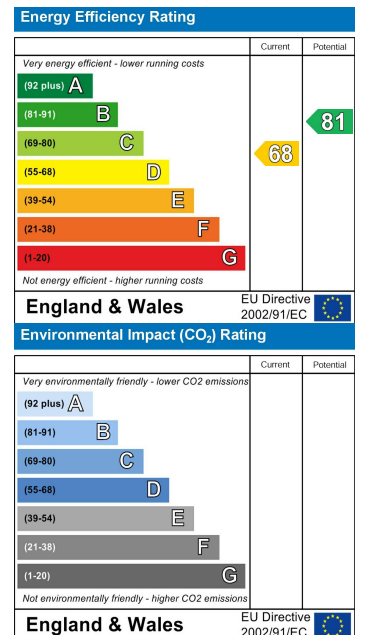 Energy Efficiency Rating
Current Potential
Very energy efficient - lower running costs
(92 plus) A
(81-91) B
81
(69-80) C
68
(55-68) D
(39-54) E
(21-38) F
(1-20) G
Not energy efficient - higher running costs
England & Wales EU Directive
2002/91/EC
Environmental Impact (CO₂) Rating
Current Potential
Very environmentally friendly - lower CO2 emissions
(92 plus) A
(81-91) B
(69-80) C
(55-68) D
(39-54) E
(21-38) F
(1-20) G
Not environmentally friendly - higher CO2 emissions
England & Wales EU Directive
2002/91/EC